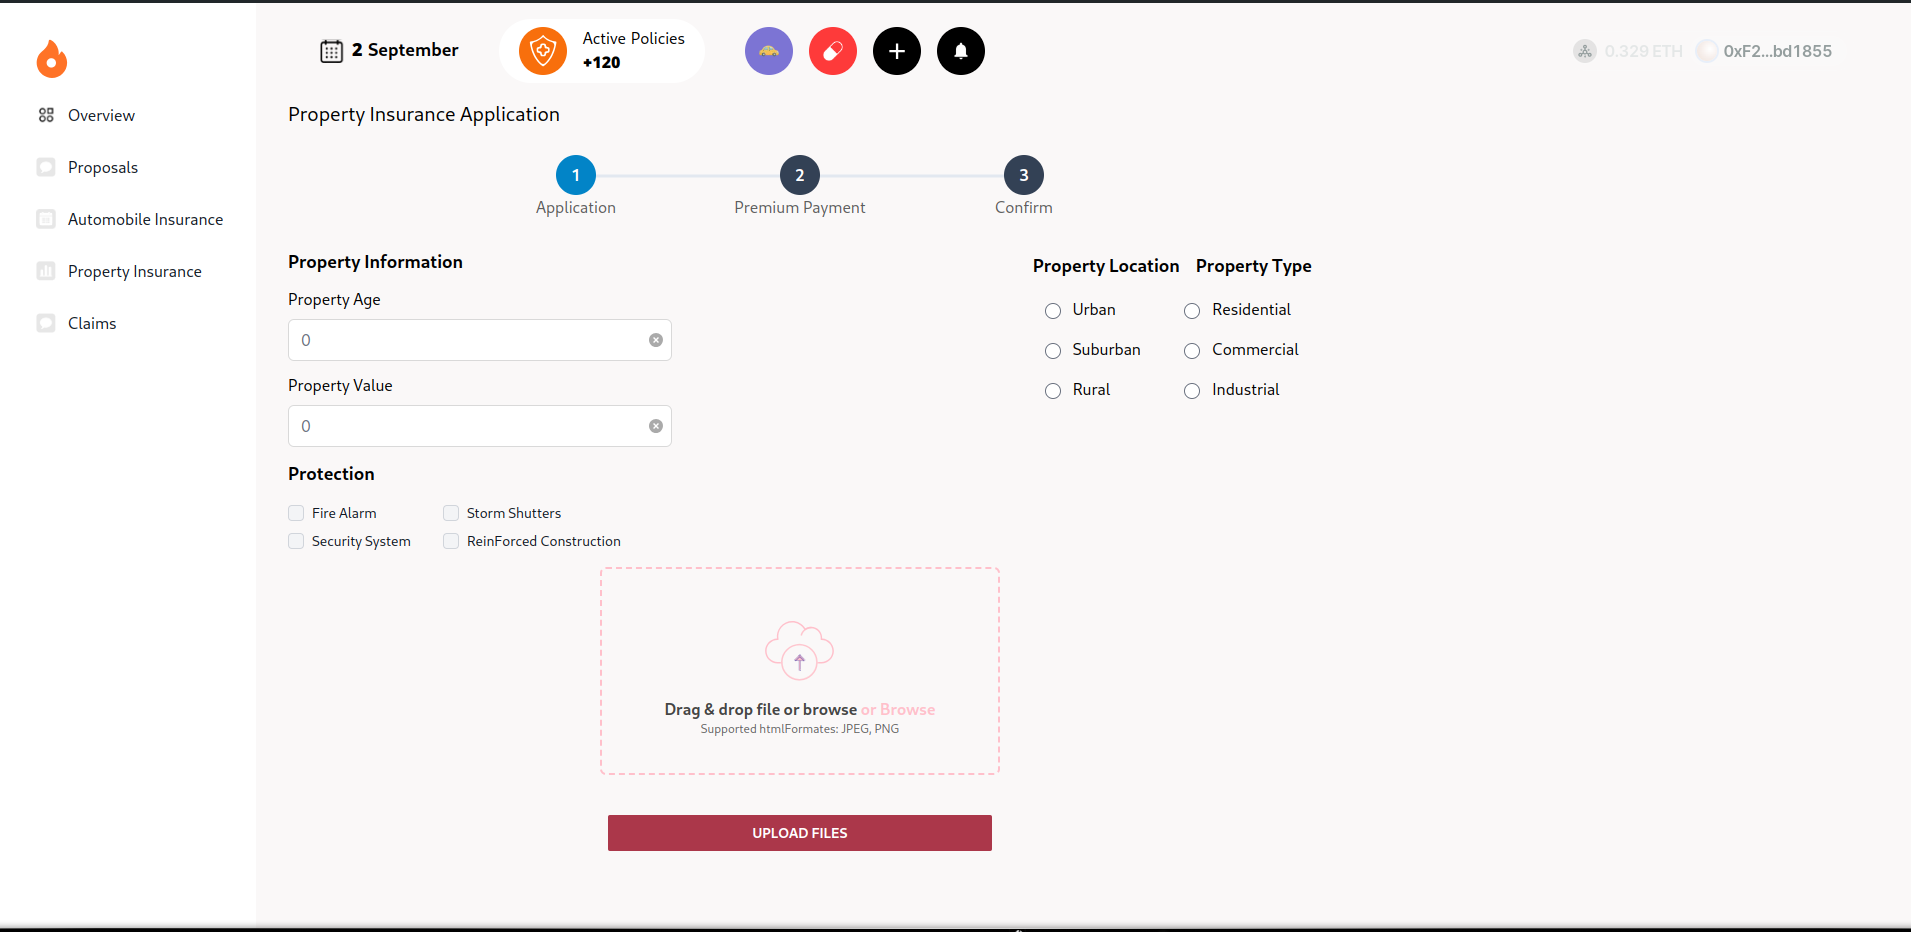 2 September
Active Policies
+120
0.329 ETH
0xF2...bd1855
Overview
Proposals
Automobile Insurance
Property Insurance
Claims
Property Insurance Application
1
2
3
Application
Premium Payment
Confirm
Property Information
Property Age
0
Property Value
0
Property Location
Urban
Suburban
Rural
Property Type
Residential
Commercial
Industrial
Protection
Fire Alarm
Storm Shutters
Security System
ReinForced Construction
Drag & drop file or browse or Browse
Supported htmlFormates: JPEG, PNG
UPLOAD FILES